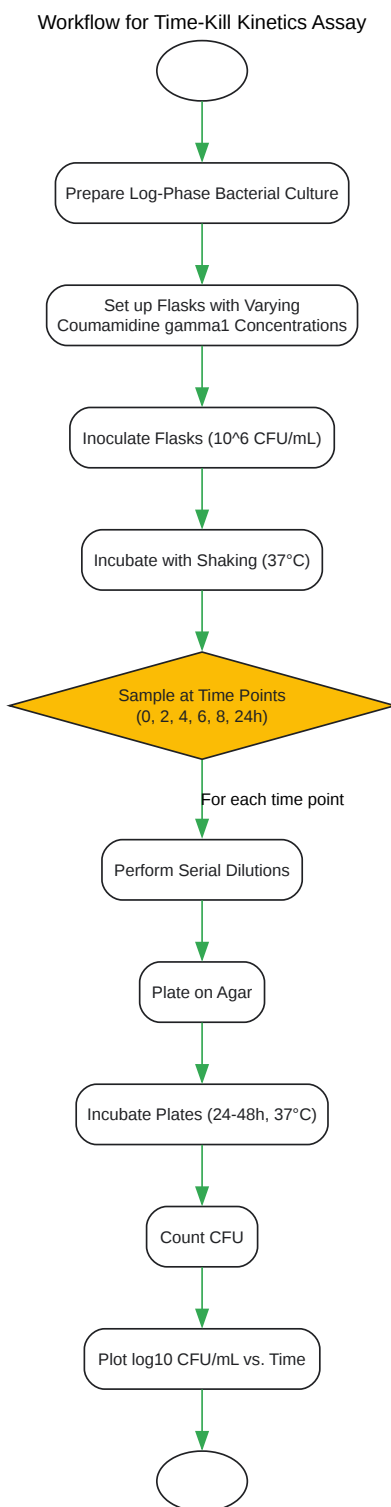 Workflow for Time-Kill Kinetics Assay
Prepare Log-Phase Bacterial Culture
Set up Flasks with Varying
Coumamidine gamma1 Concentrations
Inoculate Flasks (10^6 CFU/mL)
Incubate with Shaking (37°C)
Sample at Time Points
(0, 2, 4, 6, 8, 24h)
For each time point
Perform Serial Dilutions
Plate on Agar
Incubate Plates (24-48h, 37°C)
Count CFU
Plot log10 CFU/mL vs. Time